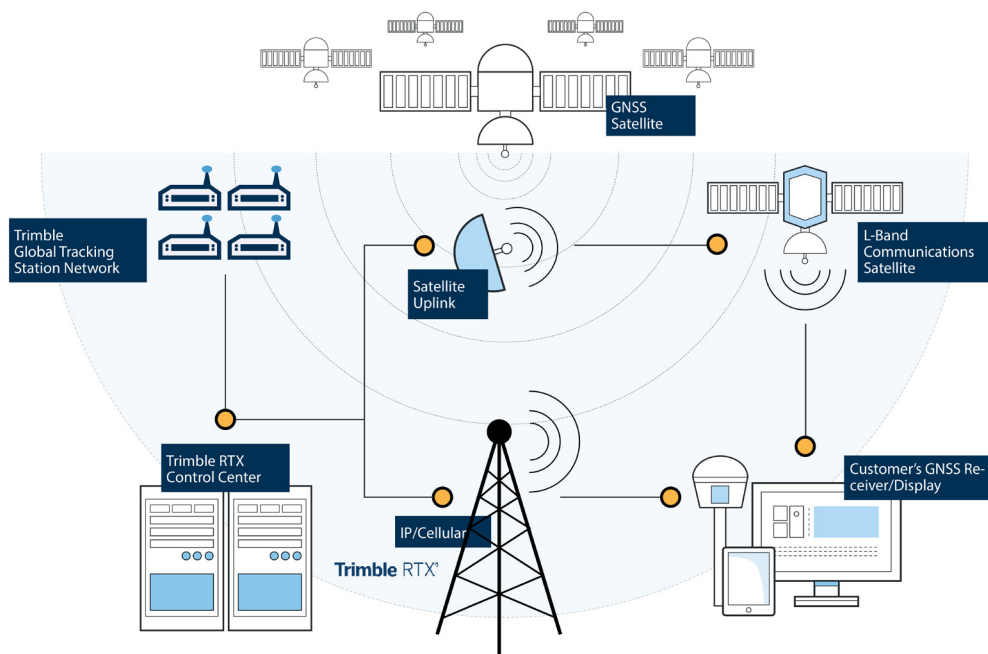 GNSS
Satellite
Trimble
Global Tracking
Station Network
Satellite
Uplink
L-Band
Communications
Satellite
Trimble RTX
Control Center
IP/Cellular
Customer's GNSS Re-
ceiver/Display
Trimble RTX®